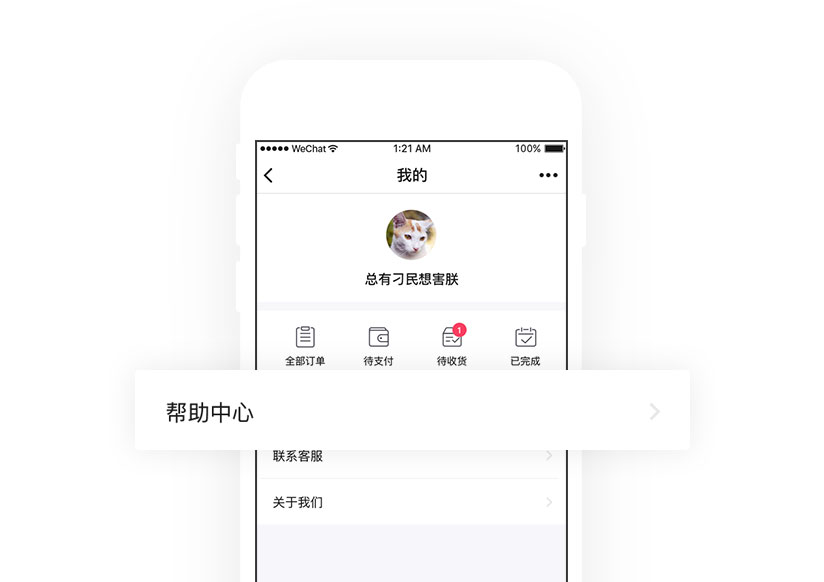 WeChat 1:21 AM 100%
我的
总有刁民想害朕
1
全部订单 待支付 待收货 已完成
帮助中心
联系客服
关于我们